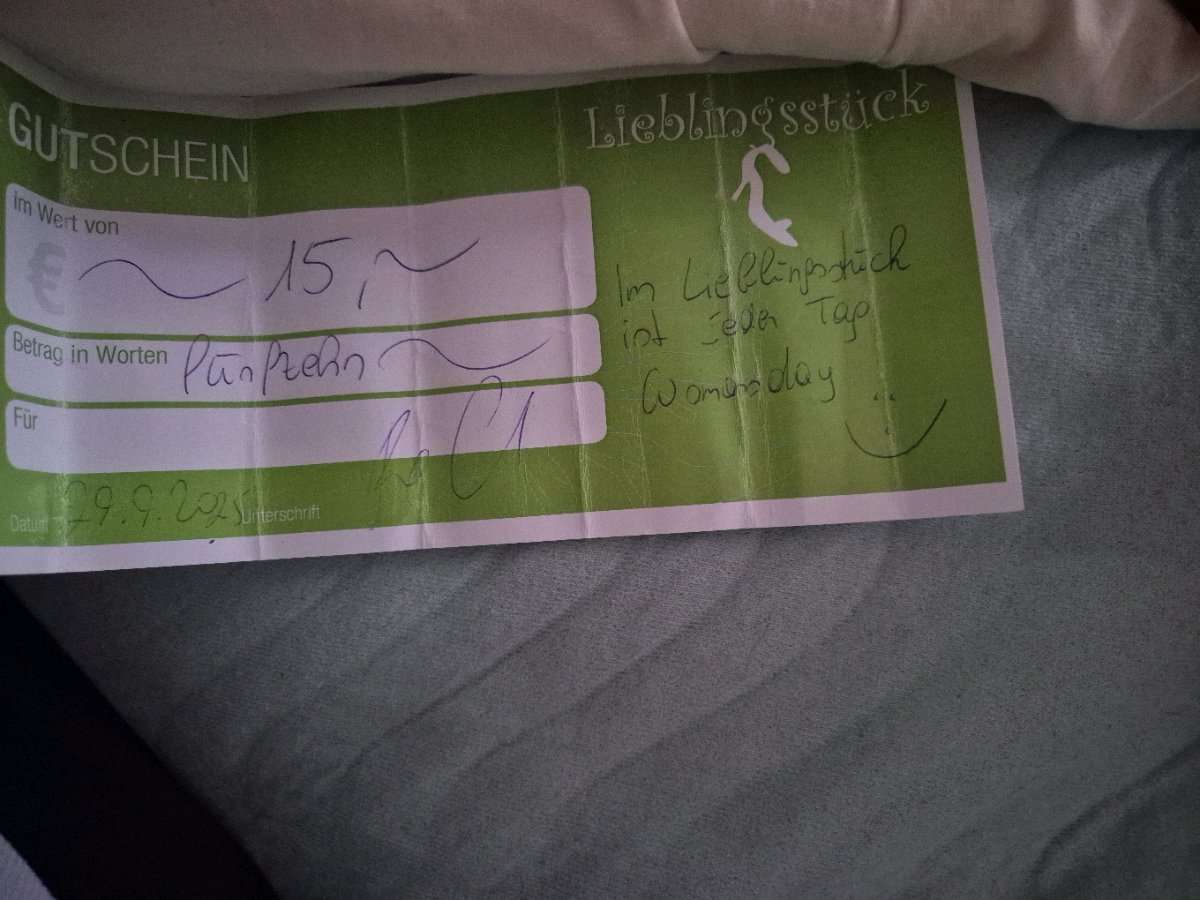 GUTSCHEIN
Lieblingsstück
im Wert von
€ 15,
Betrag in Worten fünfzehn
Für
Datum 29.9.2025 Unterschrift
Im Lieblingsstück
ist jeder Tag
Womensday